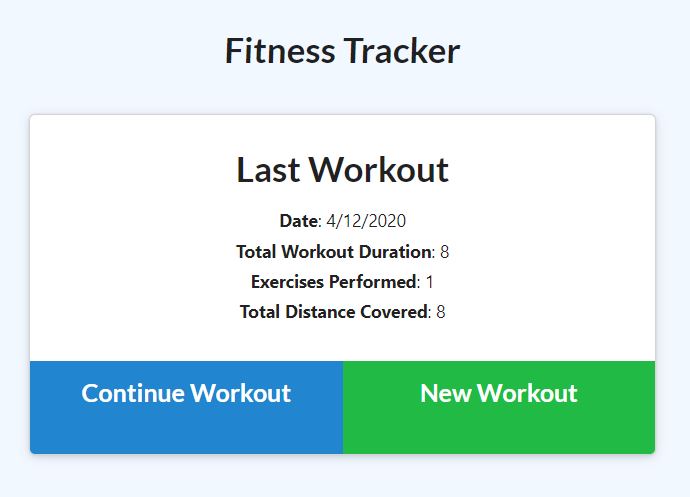 Fitness Tracker
Last Workout
Date: 4/12/2020
Total Workout Duration: 8
Exercises Performed: 1
Total Distance Covered: 8
Continue Workout
New Workout